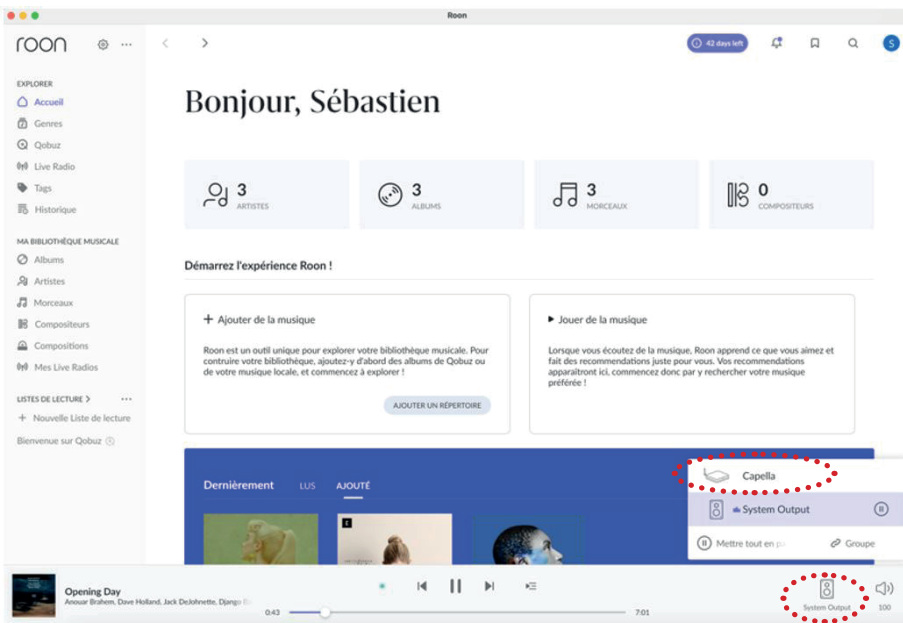 Roon
roon
42 days left
S
EXPLORER
Accueil
Genres
Qobuz
Live Radio
Tags
Historique
MA BIBLIOTHÈQUE MUSICALE
Albums
Artistes
Morceaux
Compositeurs
Compositions
Mes Live Radios
LISTES DE LECTURE
Nouvelle Liste de lecture
Bienvenue sur Qobuz
Bonjour, Sébastien
3
ARTISTES
3
ALBUMS
3
MORCEAUX
0
COMPOSITEURS
Démarrez l'expérience Roon !
Ajouter de la musique
Roon est un outil unique pour explorer votre bibliothèque musicale. Pour
contruire votre bibliothèque, ajoutez-y d'abord des albums de Qobuz ou
de votre musique locale, et commencez à explorer !
AJOUTER UN RÉPERTOIRE
Jouer de la musique
Lorsque vous écoutez de la musique, Roon apprend ce que vous aimez et
fait des recommendations juste pour vous. Vos recommendations
apparaîtront ici, commencez donc par y rechercher votre musique
préférée !
Dernièrement
LUS
AJOUTÉ
Capella
System Output
Mettre tout en
Groupe
Opening Day
Anouar Brahem, Dave Holland, Jack DeJohnette, Django
0:43
7:01
System Output
100